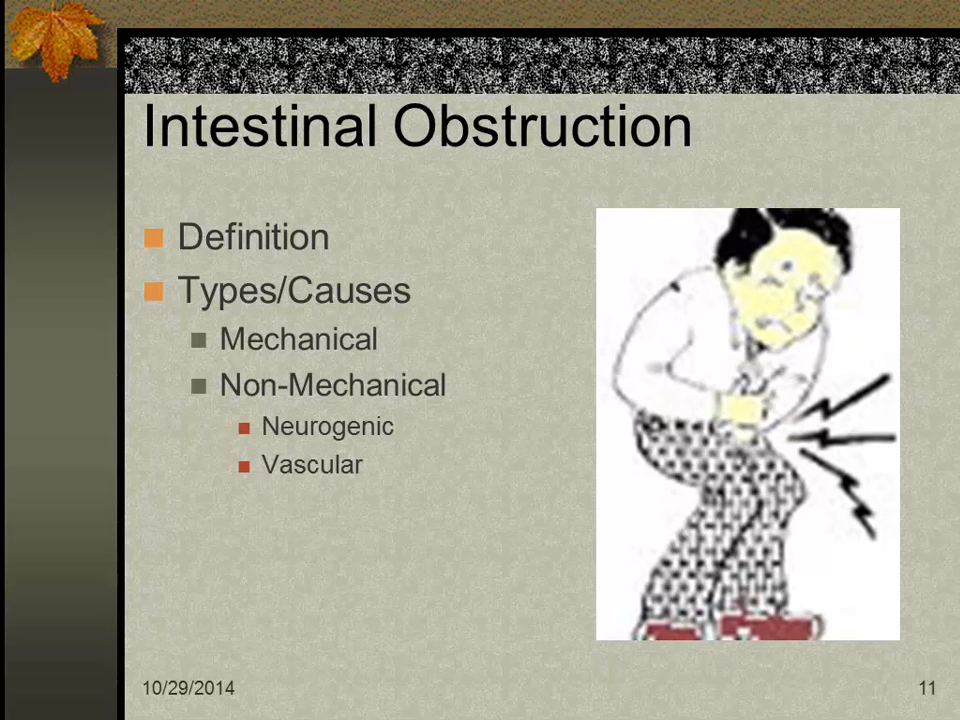 Intestinal Obstruction
Definition
Types/Causes
Mechanical
Non-Mechanical
Neurogenic
Vascular
10/29/2014
11